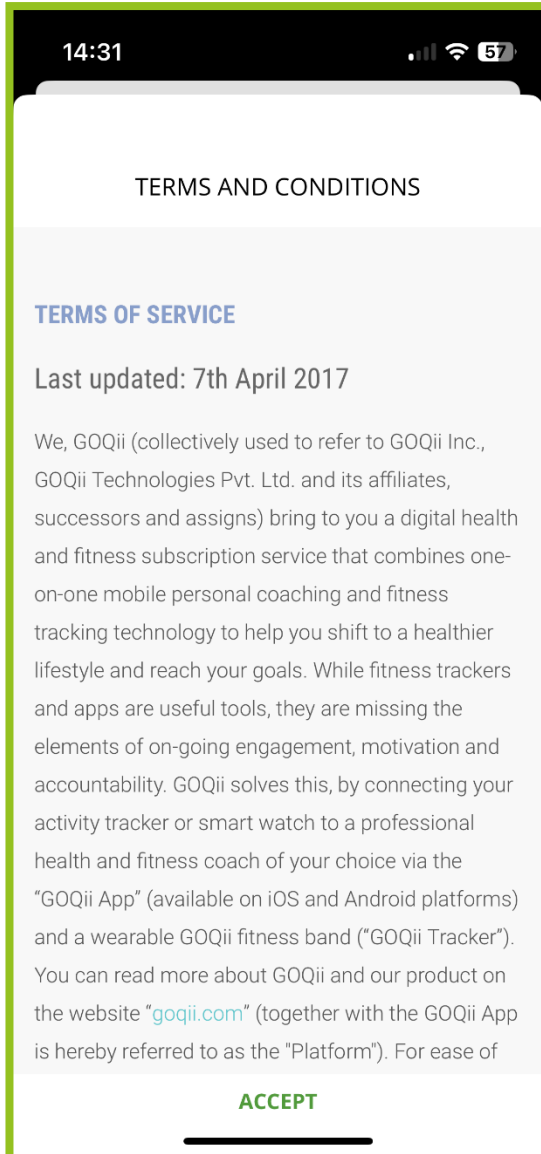 14:31
57
TERMS AND CONDITIONS
TERMS OF SERVICE
Last updated: 7th April 2017
We, GOQii (collectively used to refer to GOQii Inc.,
GOQii Technologies Pvt. Ltd. and its affiliates,
successors and assigns) bring to you a digital health
and fitness subscription service that combines one-
on-one mobile personal coaching and fitness
tracking technology to help you shift to a healthier
lifestyle and reach your goals. While fitness trackers
and apps are useful tools, they are missing the
elements of on-going engagement, motivation and
accountability. GOQii solves this, by connecting your
activity tracker or smart watch to a professional
health and fitness coach of your choice via the
“GOQii App” (available on iOS and Android platforms)
and a wearable GOQii fitness band (“GOQii Tracker”).
You can read more about GOQii and our product on
the website “goqii.com” (together with the GOQii App
is hereby referred to as the "Platform"). For ease of
ACCEPT